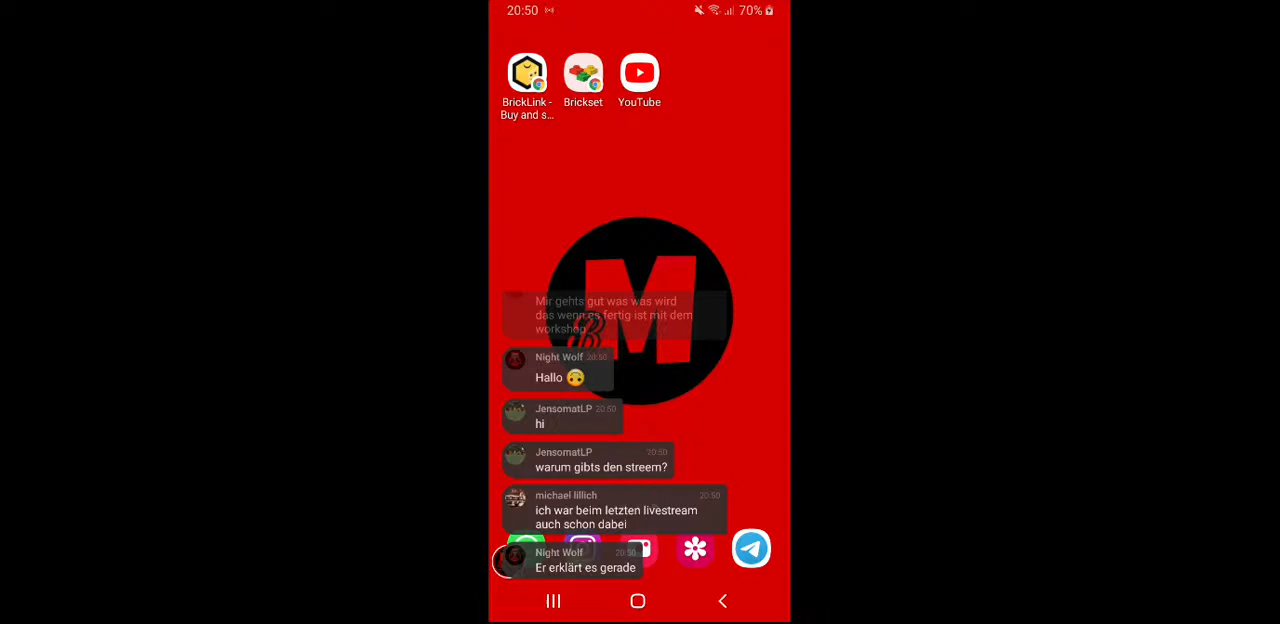 20:50
70%
BrickLink -
Buy and s...
Brickset
YouTube
M
B
Mir gehts gut was was wird
das wenn es fertig ist mit dem
workshop
Night Wolf 20:50
Hallo
JensomatLP 20:50
hi
JensomatLP 20:50
warum gibts den streem?
michael lillich 20:50
ich war beim letzten livestream
auch schon dabei
Night Wolf 20:50
Er erklärt es gerade